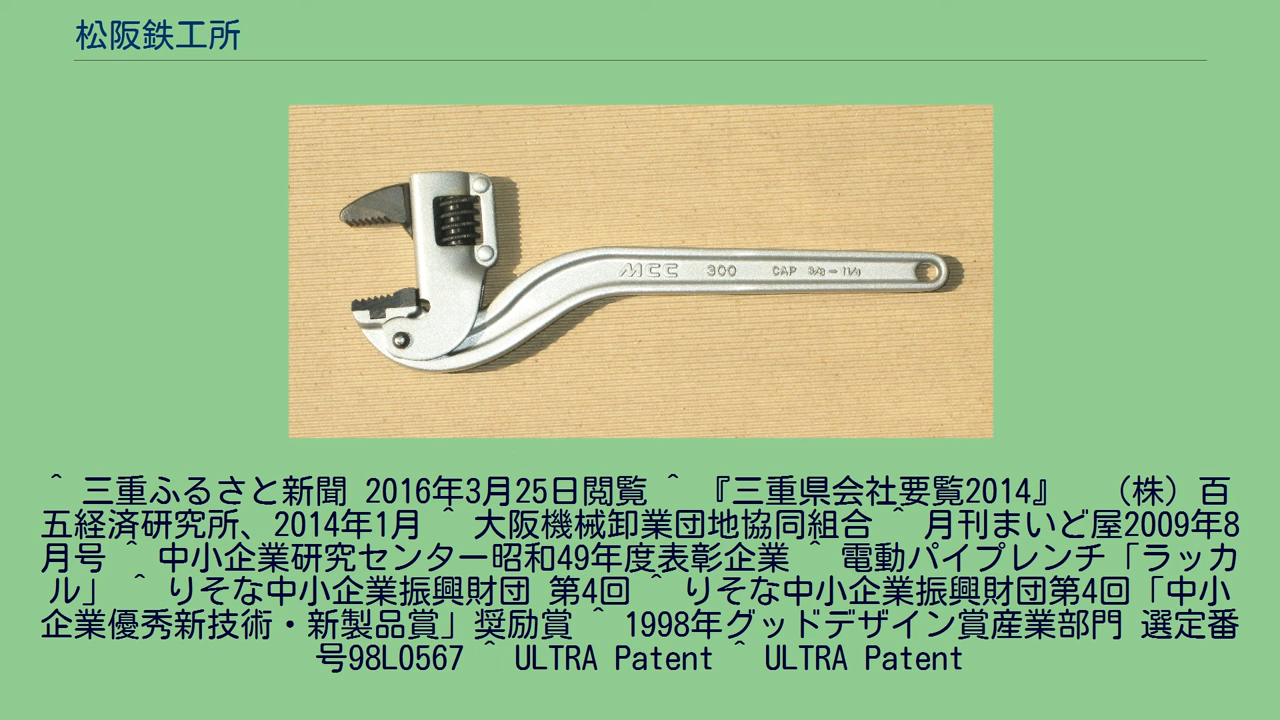 松阪鉄工所
MCC 300 CAP 3/8-1 1/8
^ 三重ふるさと新聞 2016年3月25日閲覧 ^ 『三重県会社要覧2014』　（株）百
五経済研究所、2014年1月 ^ 大阪機械卸業団地協同組合 ^ 月刊まいど屋2009年8
月号 ^ 中小企業研究センター昭和49年度表彰企業 ^ 電動パイプレンチ「ラッカ
ル」 ^ りそな中小企業振興財団 第4回 ^ りそな中小企業振興財団第4回「中小
企業優秀新技術・新製品賞」奨励賞 ^ 1998年グッドデザイン賞産業部門 選定番
号98L0567 ^ ULTRA Patent ^ ULTRA Patent